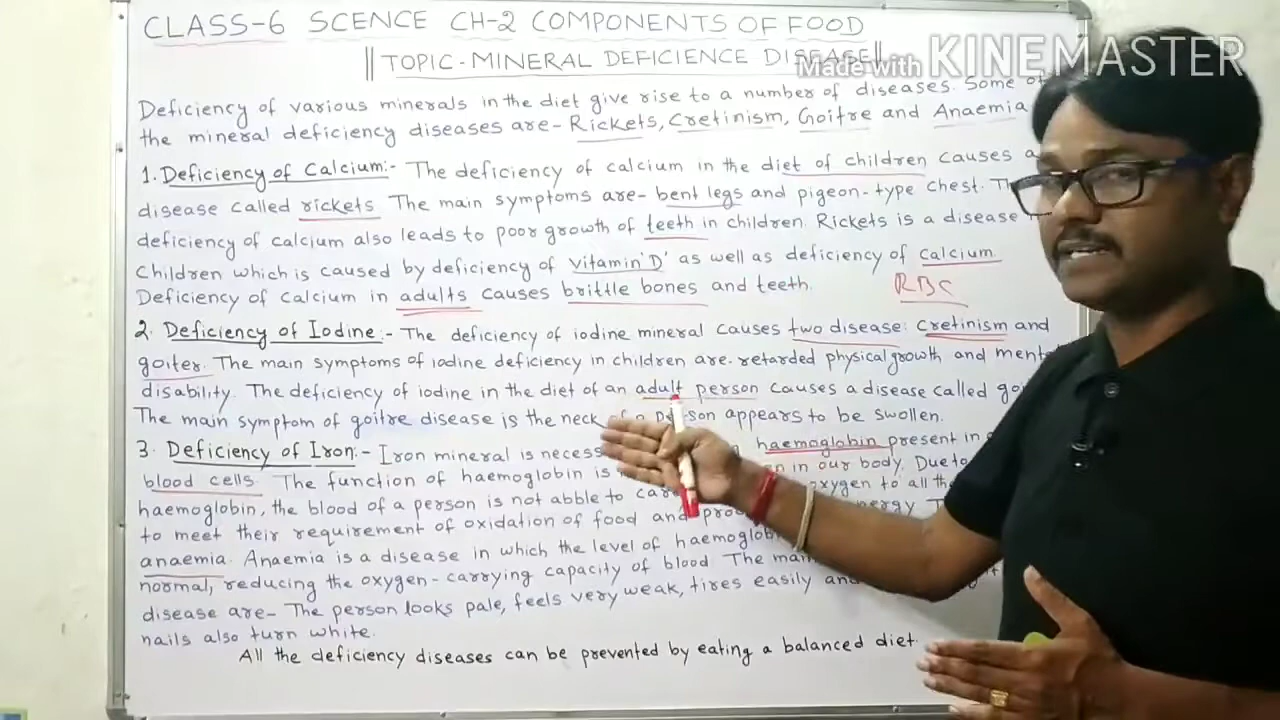 CLASS-6 SCENCE CH-2 COMPONENTS OF FOOD
||TOPIC-MINERAL DEFICIENCE DISEASE||
Made with KINEMASTER
Deficiency of various minerals in the diet give rise to a number of diseases. Some of
the mineral deficiency diseases are- Rickets, Cretinism, Goitre and Anaemia
1. Deficiency of Calcium:- The deficiency of calcium in the diet of children causes a
disease called rickets The main symptoms are- bent legs and pigeon-type chest.
deficiency of calcium also leads to poor growth of teeth in children. Rickets is a disease
Children which is caused by deficiency of vitamin'D' as well as deficiency of calcium
Deficiency of calcium in adults causes brittle bones and teeth.
RBC
2. Deficiency of Iodine:- The deficiency of iodine mineral causes two disease: Cretinism and
goiter. The main symptoms of iodine deficiency in children are-retarded physical growth and
disability. The deficiency of iodine in the diet of an adult person causes a disease called
The main symptom of goitre disease is the neck person appears to be swollen.
3. Deficiency of Iron:- Iron mineral is haemoglobin present in
blood cells. The function of haemoglobin is in our body. Due to
haemoglobin, the blood of a person is not abble to oxygen to all
to meet their requirement of oxidation of food and
anaemia. Anaemia is a disease in which the level of
normal, reducing the oxygen-carrying capacity of blood The
disease are- The person looks pale, feels very weak, tires easily
nails also turn white.
All the deficiency diseases can be prevented by eating a balanced diet.